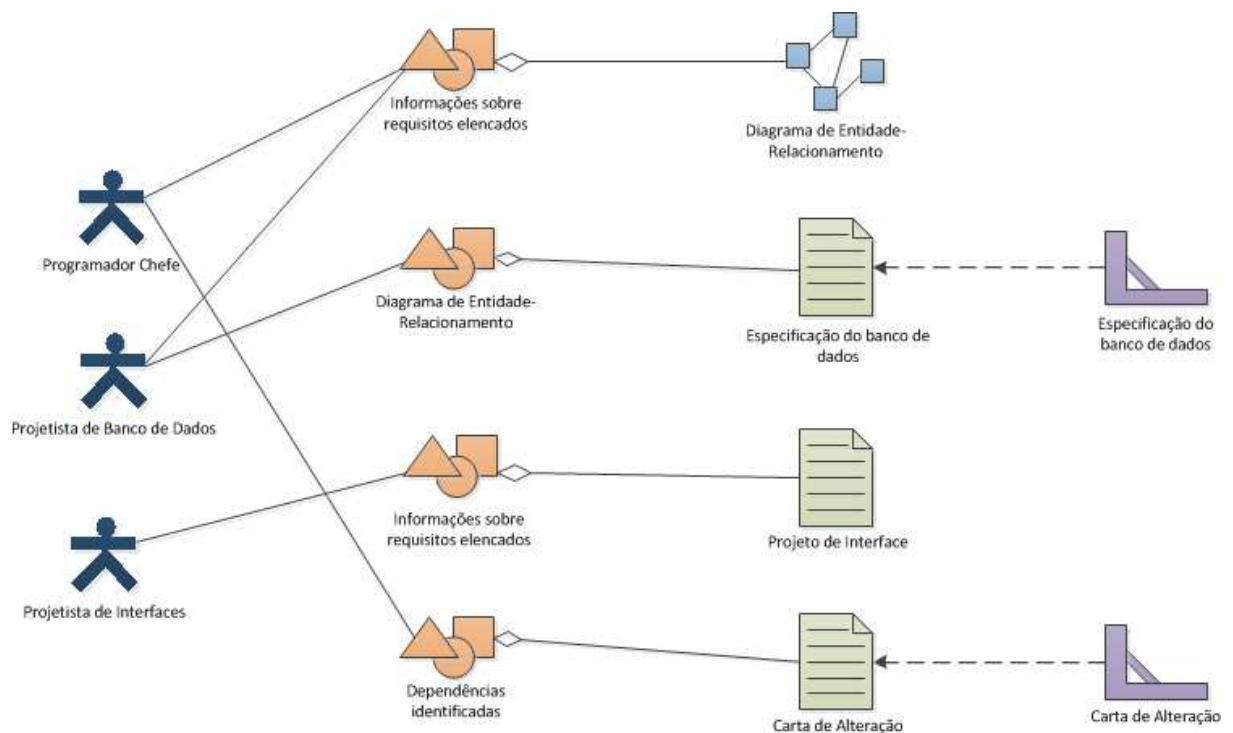 Informações sobre
requisitos elencados
Diagrama de Entidade-
Relacionamento
Programador Chefe
Diagrama de Entidade-
Relacionamento
Especificação do banco de
dados
Especificação do
banco de dados
Projetista de Banco de Dados
Informações sobre
requisitos elencados
Projeto de Interface
Projetista de Interfaces
Dependências
identificadas
Carta de Alteração
Carta de Alteração